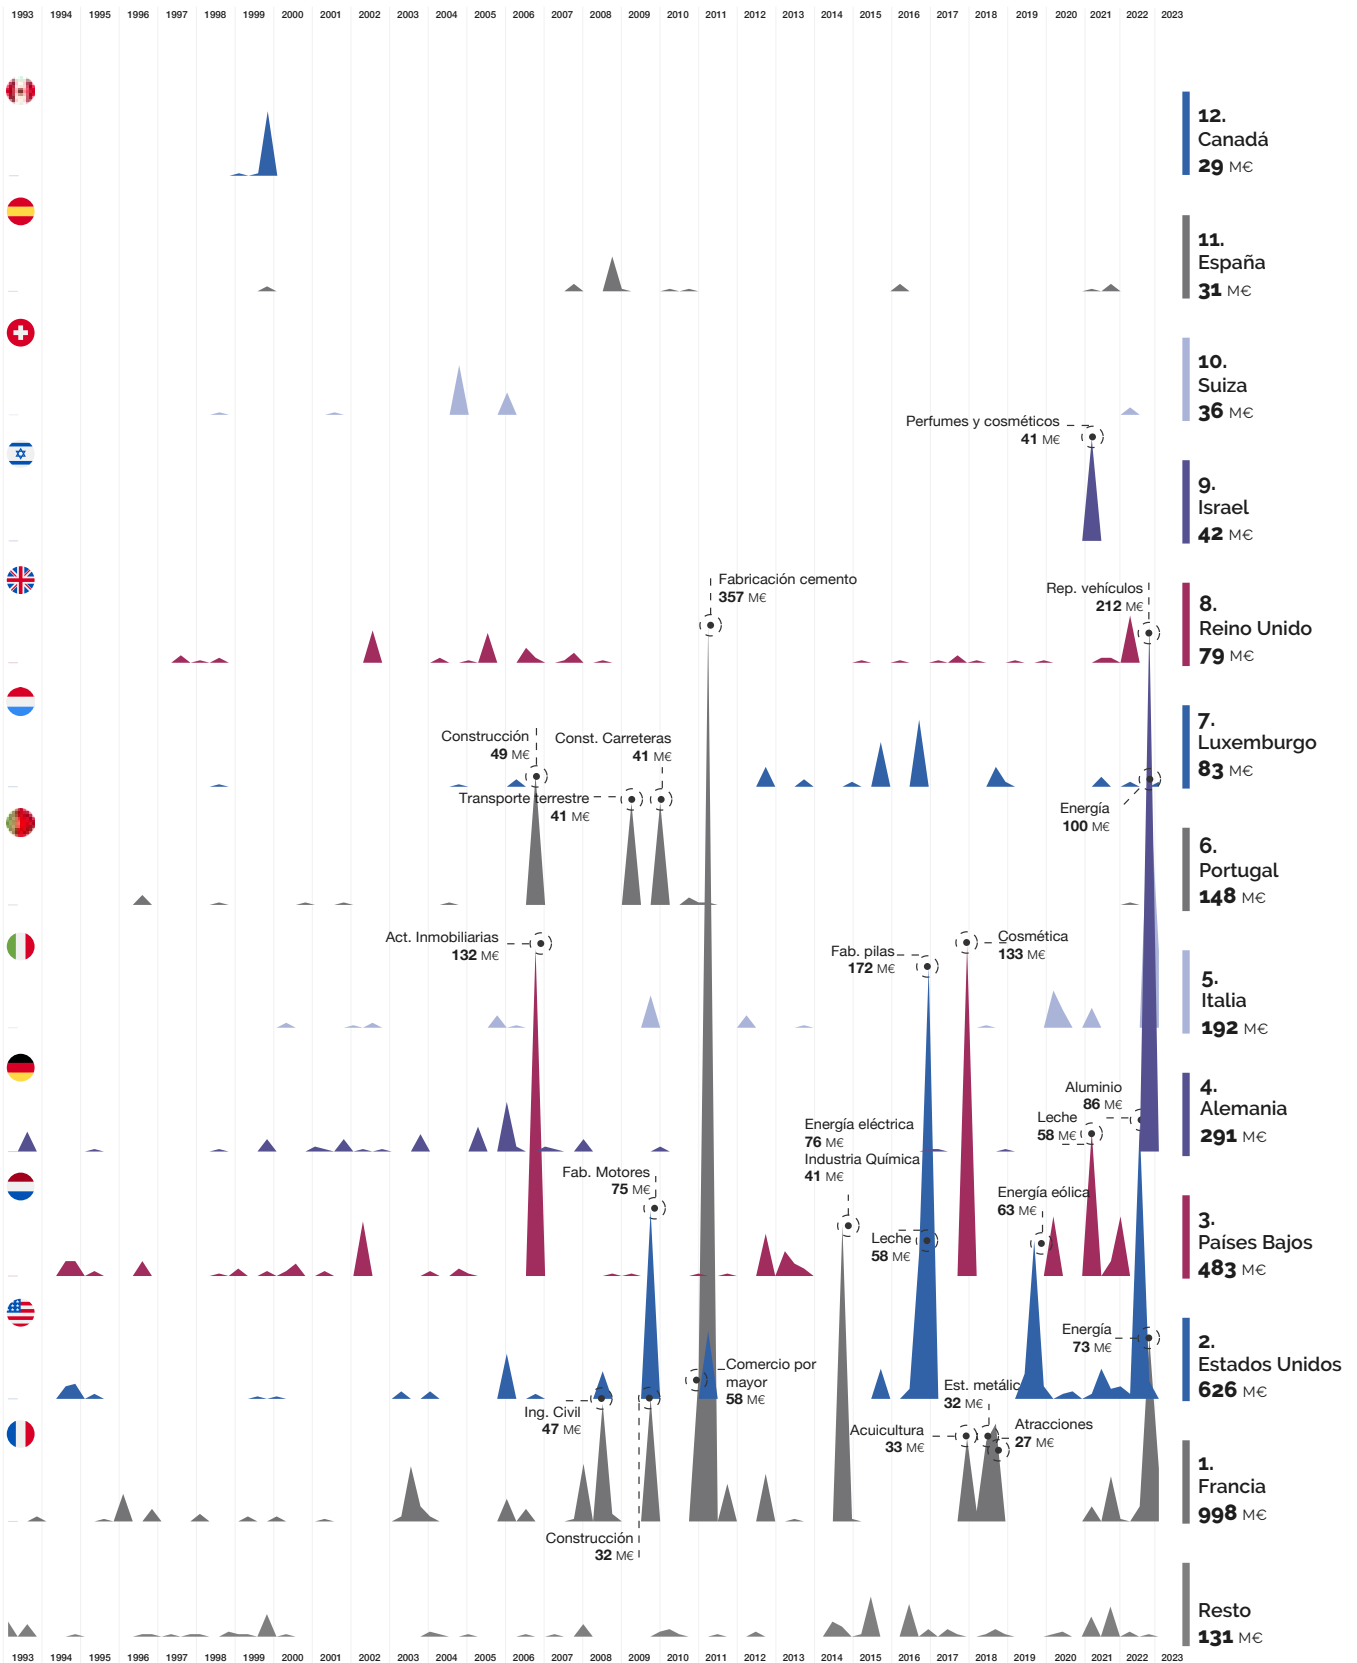 1993 1994 1995 1996 1997 1998 1999 2000 2001 2002 2003 2004 2005 2006 2007 2008 2009 2010 2011 2012 2013 2014 2015 2016 2017 2018 2019 2020 2021 2022 2023
12.
Canadá
29 M€
11.
España
31 M€
10.
Suiza
36 M€
Perfumes y cosméticos
41 M€
9.
Israel
42 M€
Fabricación cemento
357 M€
Rep. vehículos
212 M€
8.
Reino Unido
79 M€
Construcción
49 M€
Const. Carreteras
41 M€
Transporte terrestre
41 M€
7.
Luxemburgo
83 M€
Energía
100 M€
6.
Portugal
148 M€
Act. Inmobiliarias
132 M€
Fab. pilas
172 M€
Cosmética
133 M€
5.
Italia
192 M€
Aluminio
86 M€
Leche
58 M€
4.
Alemania
291 M€
Energía eléctrica
76 M€
Industria Química
41 M€
Fab. Motores
75 M€
Energía eólica
63 M€
Leche
58 M€
3.
Países Bajos
483 M€
Energía
73 M€
2.
Estados Unidos
626 M€
Comercio por
mayor
58 M€
Est. metálic
32 M€
Ing. Civil
47 M€
Acuicultura
33 M€
Atracciones
27 M€
1.
Francia
998 M€
Construcción
32 M€
Resto
131 M€
1993 1994 1995 1996 1997 1998 1999 2000 2001 2002 2003 2004 2005 2006 2007 2008 2009 2010 2011 2012 2013 2014 2015 2016 2017 2018 2019 2020 2021 2022 2023